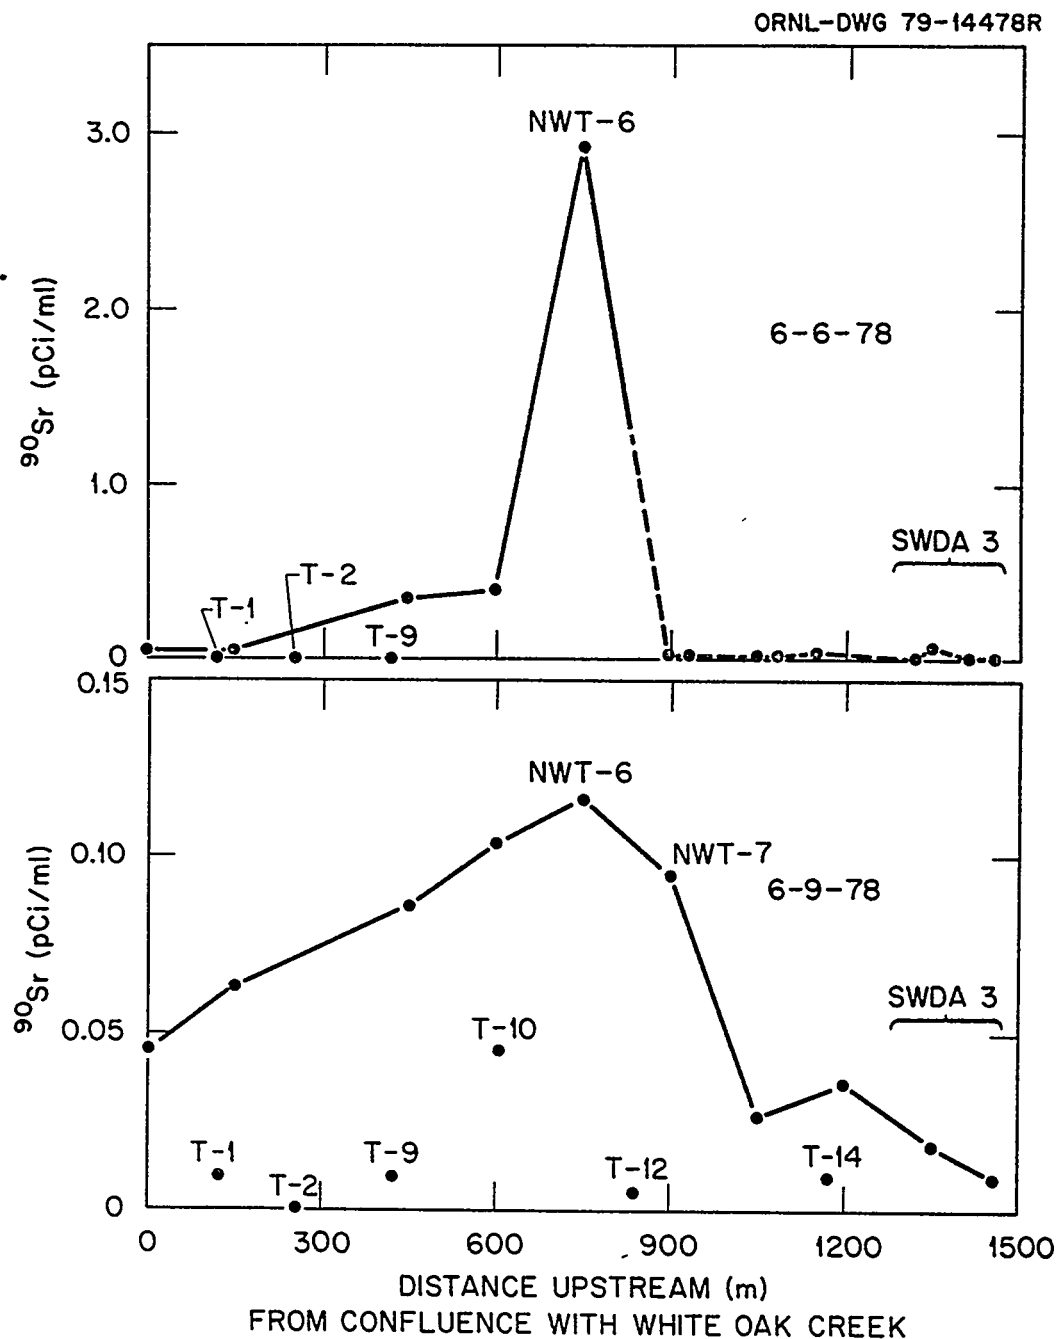 ORNL-DWG 79-14478R
NWT-6
3.0
2.0
6-6-78
⁹⁰Sr (pCi/ml)
1.0
SWDA 3
T-2
T-1
T-9
0
0.15
NWT-6
0.10
NWT-7
6-9-78
⁹⁰Sr (pCi/ml)
SWDA 3
0.05
T-10
T-1
T-9
T-12
T-14
T-2
0
0 300 600 900 1200 1500
DISTANCE UPSTREAM (m)
FROM CONFLUENCE WITH WHITE OAK CREEK